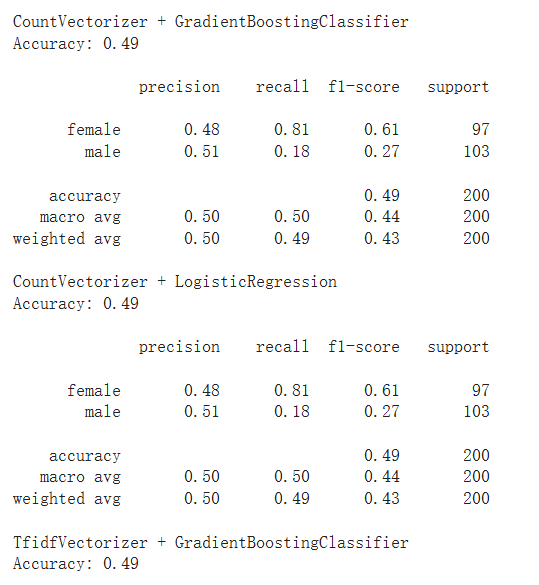 CountVectorizer + GradientBoostingClassifier
Accuracy: 0.49
precision recall f1-score support
female 0.48 0.81 0.61 97
male 0.51 0.18 0.27 103
accuracy 0.49 200
macro avg 0.50 0.50 0.44 200
weighted avg 0.50 0.49 0.43 200
CountVectorizer + LogisticRegression
Accuracy: 0.49
precision recall f1-score support
female 0.48 0.81 0.61 97
male 0.51 0.18 0.27 103
accuracy 0.49 200
macro avg 0.50 0.50 0.44 200
weighted avg 0.50 0.49 0.43 200
TfidfVectorizer + GradientBoostingClassifier
Accuracy: 0.49